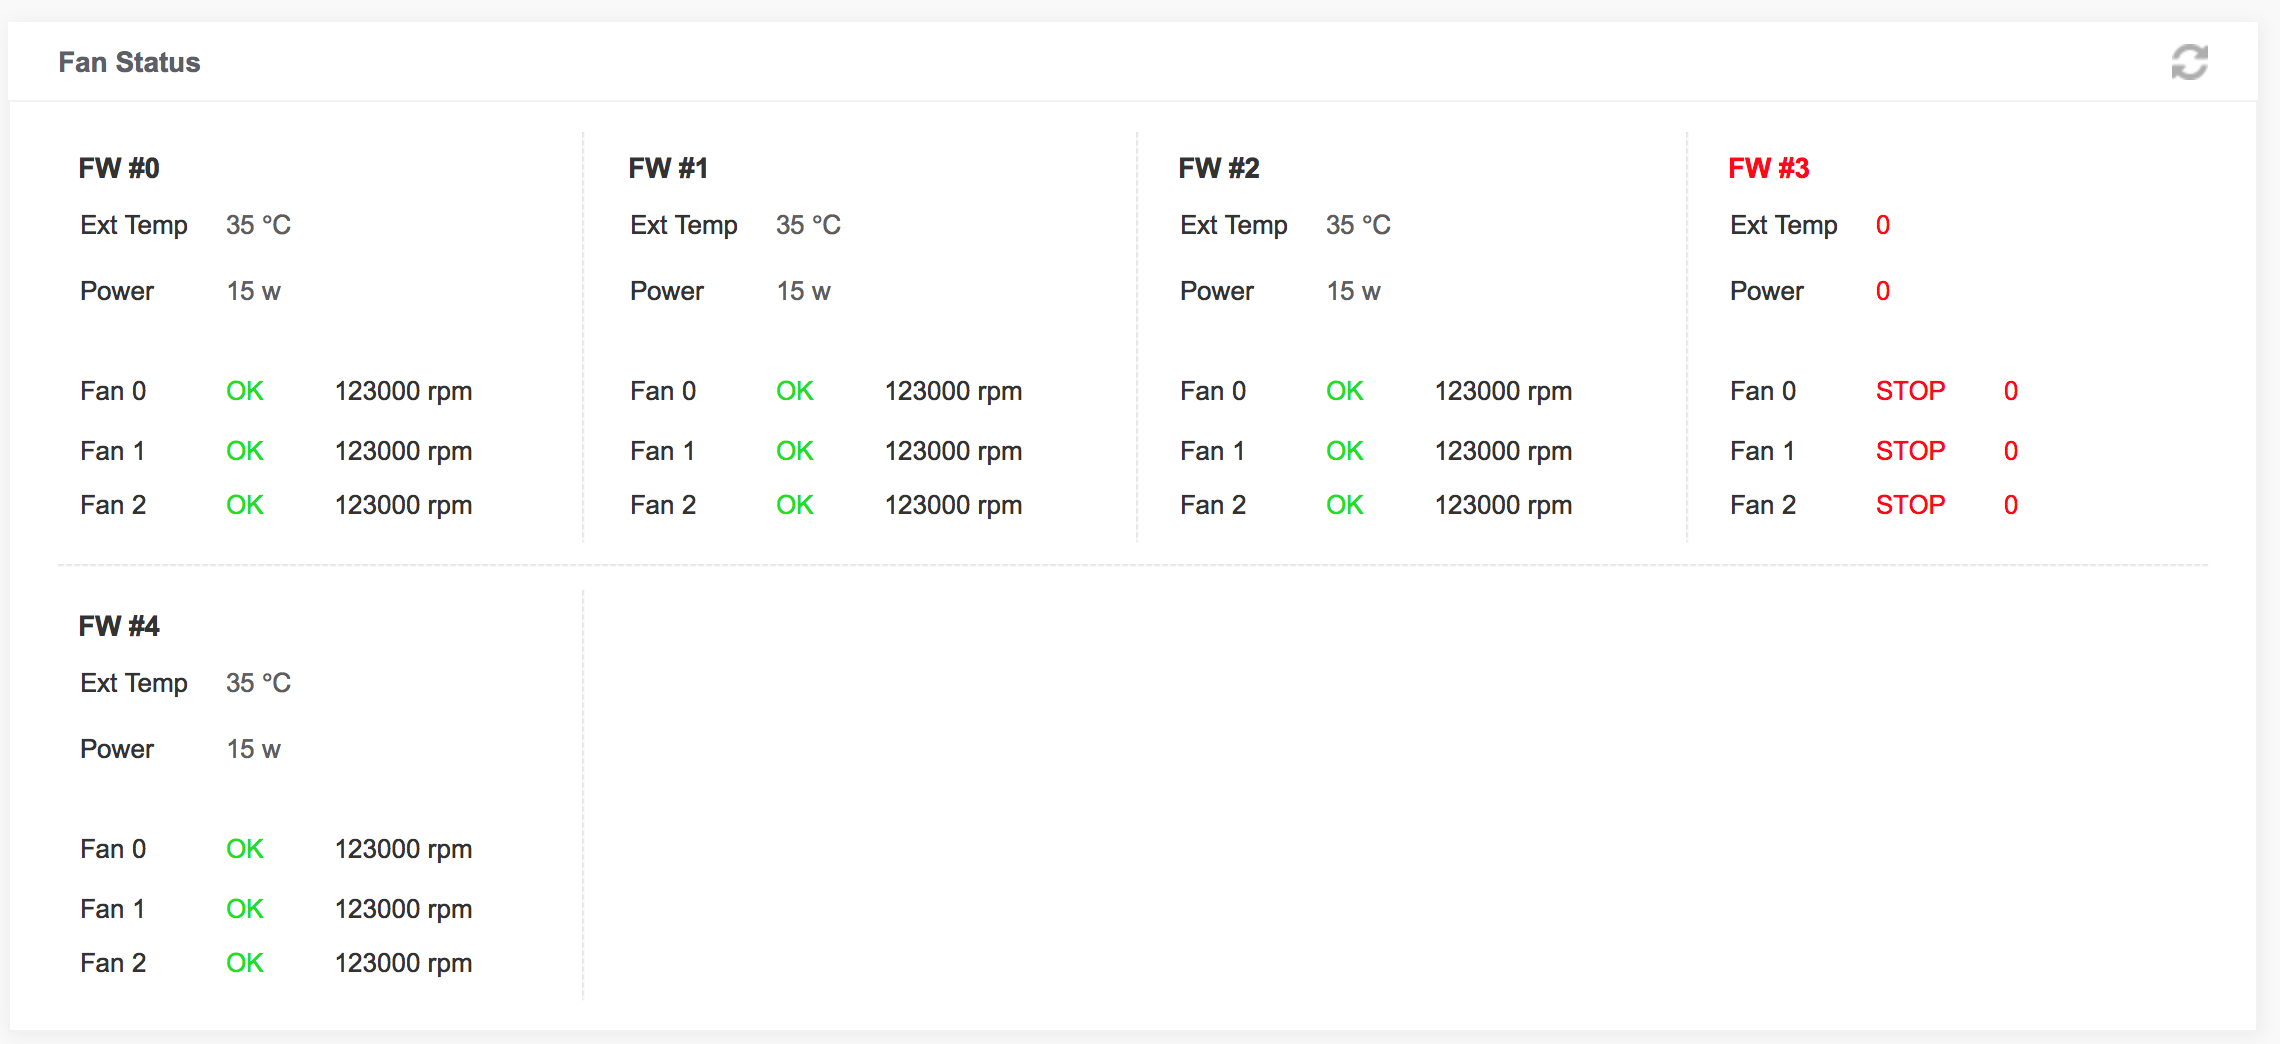 Fan Status
FW #0
Ext Temp 35 °C
Power 15 w
Fan 0 OK 123000 rpm
Fan 1 OK 123000 rpm
Fan 2 OK 123000 rpm
FW #1
Ext Temp 35 °C
Power 15 w
Fan 0 OK 123000 rpm
Fan 1 OK 123000 rpm
Fan 2 OK 123000 rpm
FW #2
Ext Temp 35 °C
Power 15 w
Fan 0 OK 123000 rpm
Fan 1 OK 123000 rpm
Fan 2 OK 123000 rpm
FW #3
Ext Temp 0
Power 0
Fan 0 STOP 0
Fan 1 STOP 0
Fan 2 STOP 0
FW #4
Ext Temp 35 °C
Power 15 w
Fan 0 OK 123000 rpm
Fan 1 OK 123000 rpm
Fan 2 OK 123000 rpm